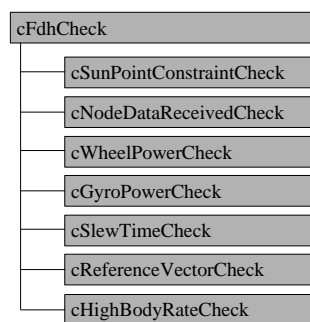 cFdhCheck
cSunPointConstraintCheck
cNodeDataReceivedCheck
cWheelPowerCheck
cGyroPowerCheck
cSlewTimeCheck
cReferenceVectorCheck
cHighBodyRateCheck